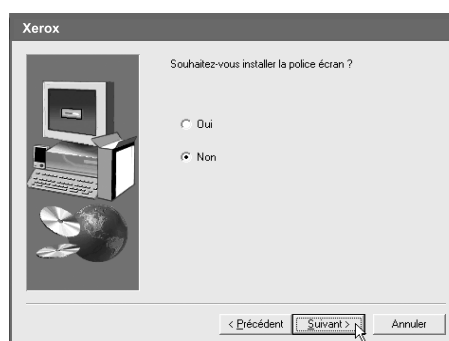 Xerox
Souhaitez-vous installer la police écran ?
Oui
Non
< Précédent Suivant > Annuler